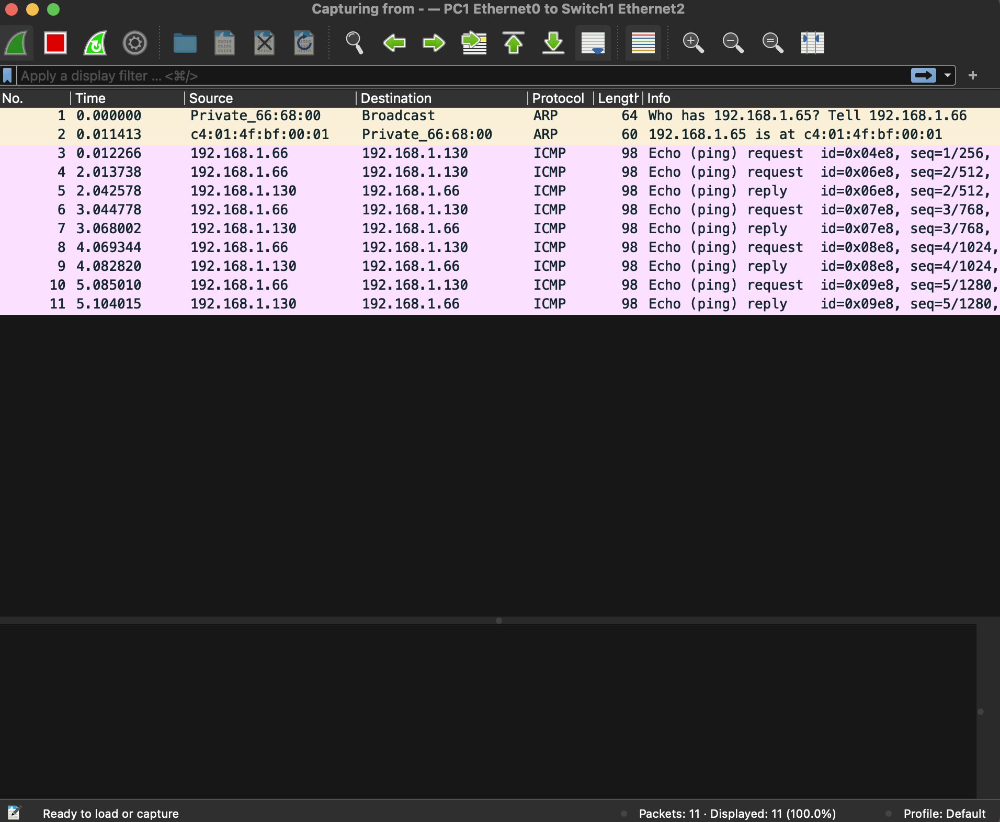 Capturing from - — PC1 Ethernet0 to Switch1 Ethernet2
Apply a display filter ... <⌘/>
No. Time Source Destination Protocol Length Info
1 0.000000 Private_66:68:00 Broadcast ARP 64 Who has 192.168.1.65? Tell 192.168.1.66
2 0.011413 c4:01:4f:bf:00:01 Private_66:68:00 ARP 60 192.168.1.65 is at c4:01:4f:bf:00:01
3 0.012266 192.168.1.66 192.168.1.130 ICMP 98 Echo (ping) request id=0x04e8, seq=1/256,
4 2.013738 192.168.1.66 192.168.1.130 ICMP 98 Echo (ping) request id=0x06e8, seq=2/512,
5 2.042578 192.168.1.130 192.168.1.66 ICMP 98 Echo (ping) reply id=0x06e8, seq=2/512,
6 3.044778 192.168.1.66 192.168.1.130 ICMP 98 Echo (ping) request id=0x07e8, seq=3/768,
7 3.068002 192.168.1.130 192.168.1.66 ICMP 98 Echo (ping) reply id=0x07e8, seq=3/768,
8 4.069344 192.168.1.66 192.168.1.130 ICMP 98 Echo (ping) request id=0x08e8, seq=4/1024,
9 4.082820 192.168.1.130 192.168.1.66 ICMP 98 Echo (ping) reply id=0x08e8, seq=4/1024,
10 5.085010 192.168.1.66 192.168.1.130 ICMP 98 Echo (ping) request id=0x09e8, seq=5/1280,
11 5.104015 192.168.1.130 192.168.1.66 ICMP 98 Echo (ping) reply id=0x09e8, seq=5/1280,
Ready to load or capture
Packets: 11 · Displayed: 11 (100.0%)
Profile: Default